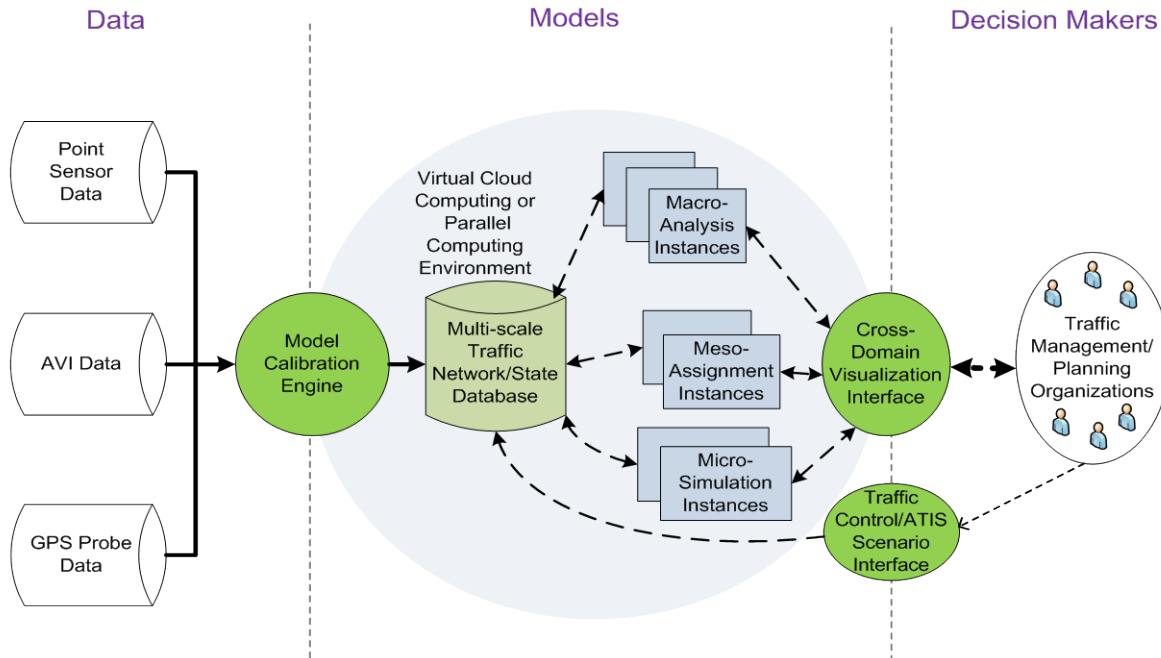 Data
Models
Decision Makers
Point
Sensor
Data
AVI Data
GPS Probe
Data
Model
Calibration
Engine
Virtual Cloud
Computing or
Parallel
Computing
Environment
Multi-scale
Traffic
Network/State
Database
Macro-
Analysis
Instances
Meso-
Assignment
Instances
Micro-
Simulation
Instances
Cross-
Domain
Visualization
Interface
Traffic
Control/ATIS
Scenario
Interface
Traffic
Management/
Planning
Organizations